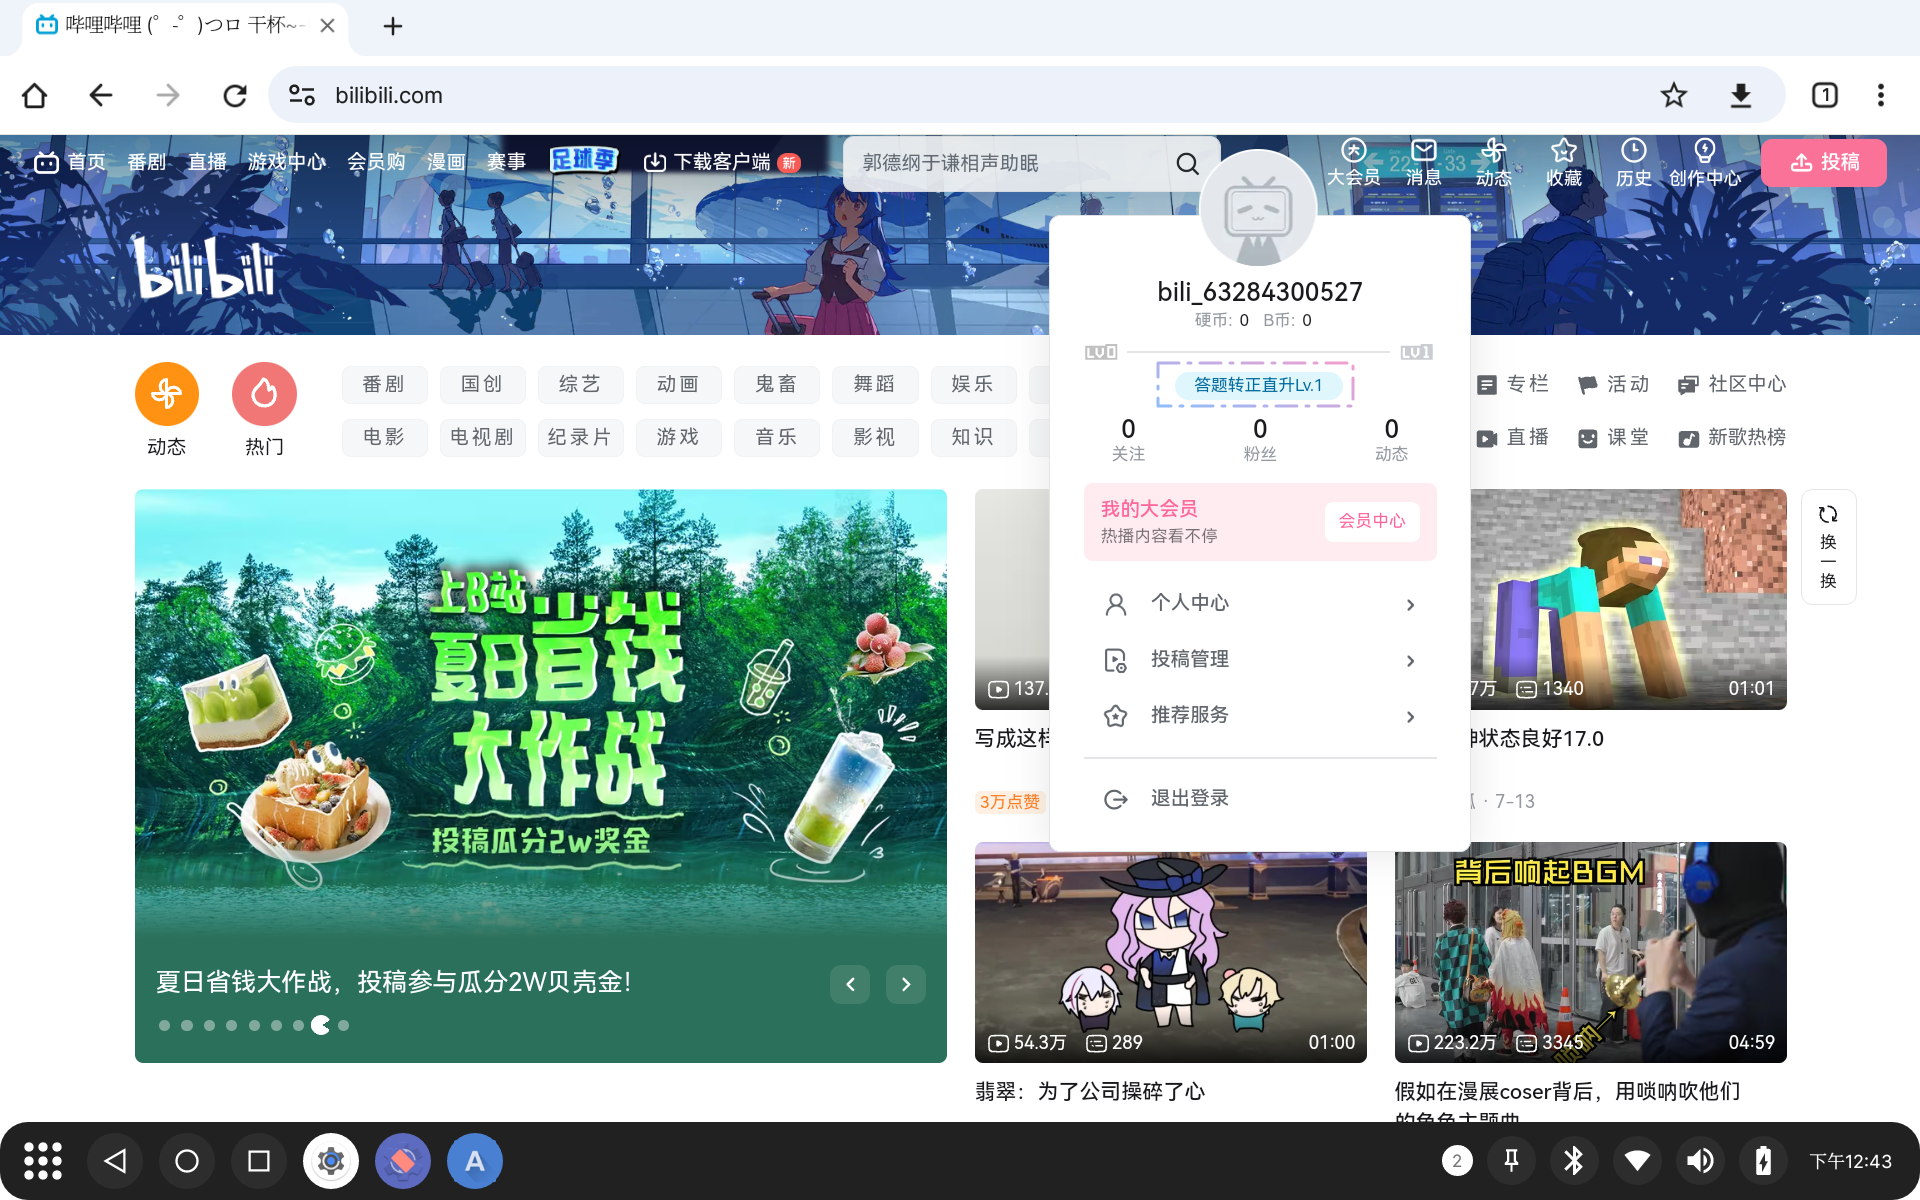 哔哩哔哩 (゜-゜)つロ 干杯~-
bilibili.com
1
首页 番剧 直播 游戏中心 会员购 漫画 赛事 足球季 下载客户端 新
郭德纲于谦相声助眠
大会员 消息 动态 收藏 历史 创作中心 投稿
bilibili
bili_63284300527
硬币: 0 B币: 0
LV0 LV1
答题转正直升Lv.1
0 0 0
关注 粉丝 动态
我的大会员
热播内容看不停
会员中心
个人中心
投稿管理
推荐服务
退出登录
动态 热门
番剧 国创 综艺 动画 鬼畜 舞蹈 娱乐
电影 电视剧 纪录片 游戏 音乐 影视 知识
专栏 活动 社区中心
直播 课堂 新歌热榜
上B站
夏日省钱
大作战
投稿瓜分2w奖金
夏日省钱大作战，投稿参与瓜分2W贝壳金！
137.
写成这样
3万点赞
7万 1340 01:01
状态良好17.0
· 7-13
换一换
54.3万 289 01:00
翡翠：为了公司操碎了心
背后响起BGM
唢呐
223.2万 3345 04:59
假如在漫展coser背后，用唢呐吹他们
的角色主题曲
A
2
下午12:43